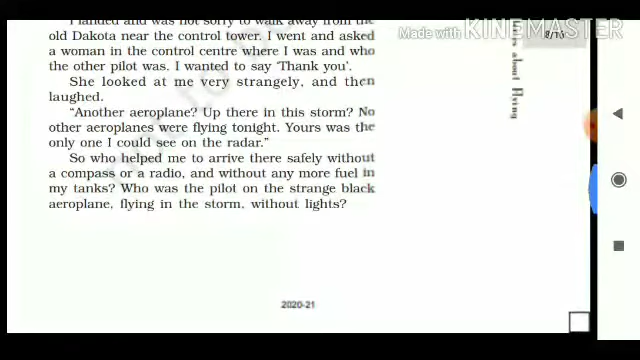 I landed and was not sorry to walk away from the
old Dakota near the control tower. I went and asked
a woman in the control centre where I was and who
the other pilot was. I wanted to say ‘Thank you’.
She looked at me very strangely, and then
laughed.
“Another aeroplane? Up there in this storm? No
other aeroplanes were flying tonight. Yours was the
only one I could see on the radar.”
So who helped me to arrive there safely without
a compass or a radio, and without any more fuel in
my tanks? Who was the pilot on the strange black
aeroplane, flying in the storm, without lights?
2020-21
about Flying
8/10
Made with KINEMASTER